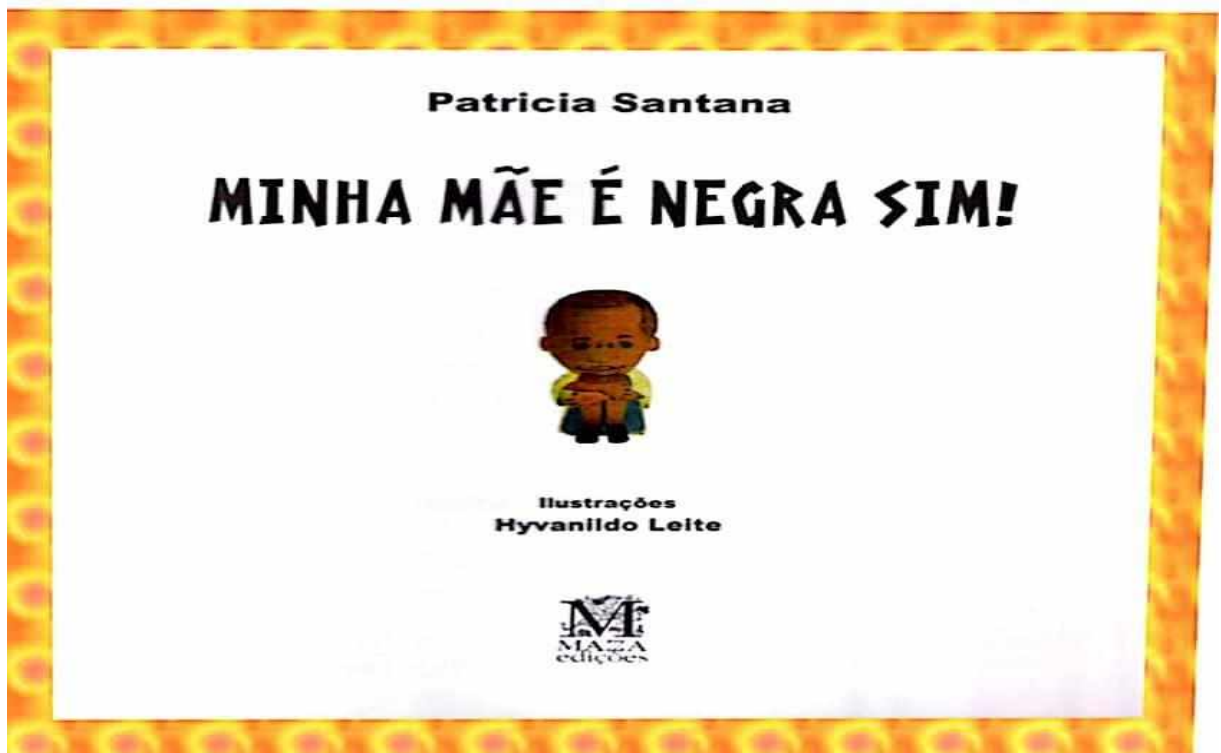 Patricia Santana
MINHA MÃE É NEGRA SIM!
Ilustrações
Hyvanildo Leite
M
MAZA
edições